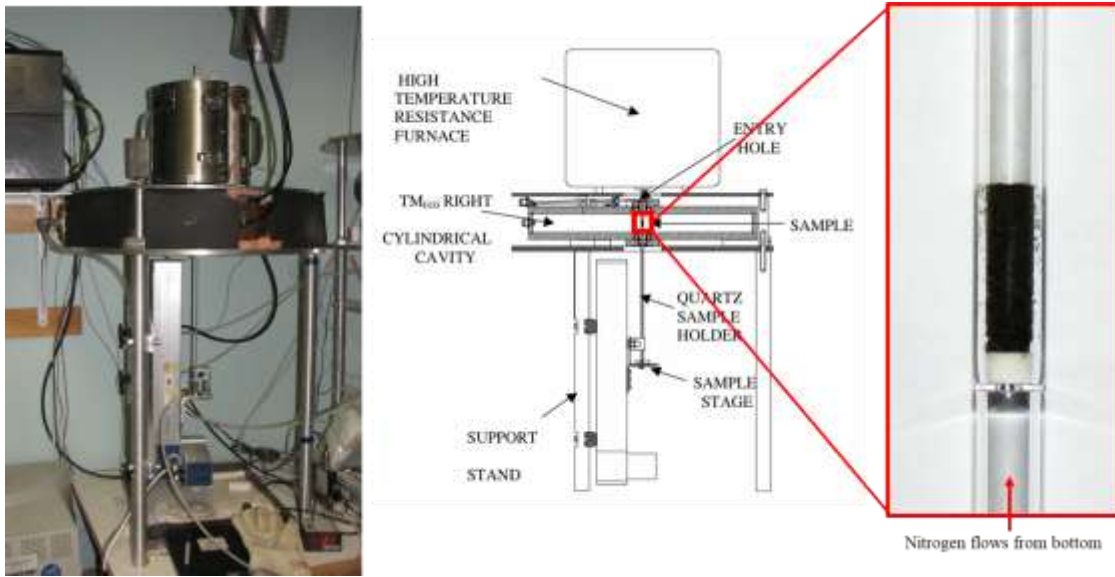 HIGH
TEMPERATURE
RESISTANCE
FURNACE
ENTRY
HOLE
TM₀₁₀ RIGHT
CYLINDRICAL
CAVITY
SAMPLE
QUARTZ
SAMPLE
HOLDER
SAMPLE
STAGE
SUPPORT
STAND
Nitrogen flows from bottom